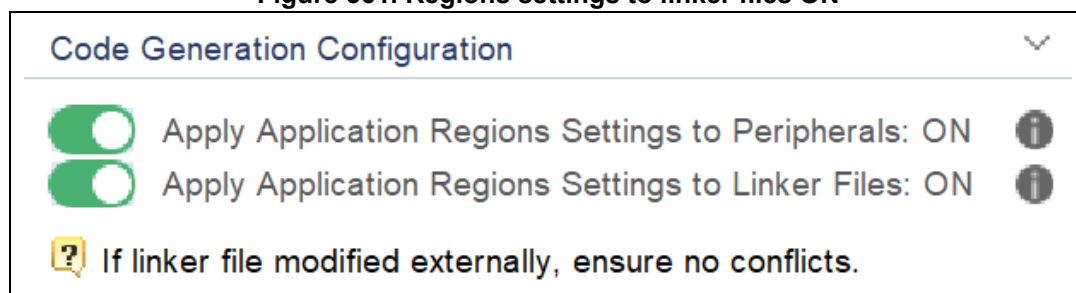 Code Generation Configuration
Apply Application Regions Settings to Peripherals: ON
Apply Application Regions Settings to Linker Files: ON
If linker file modified externally, ensure no conflicts.